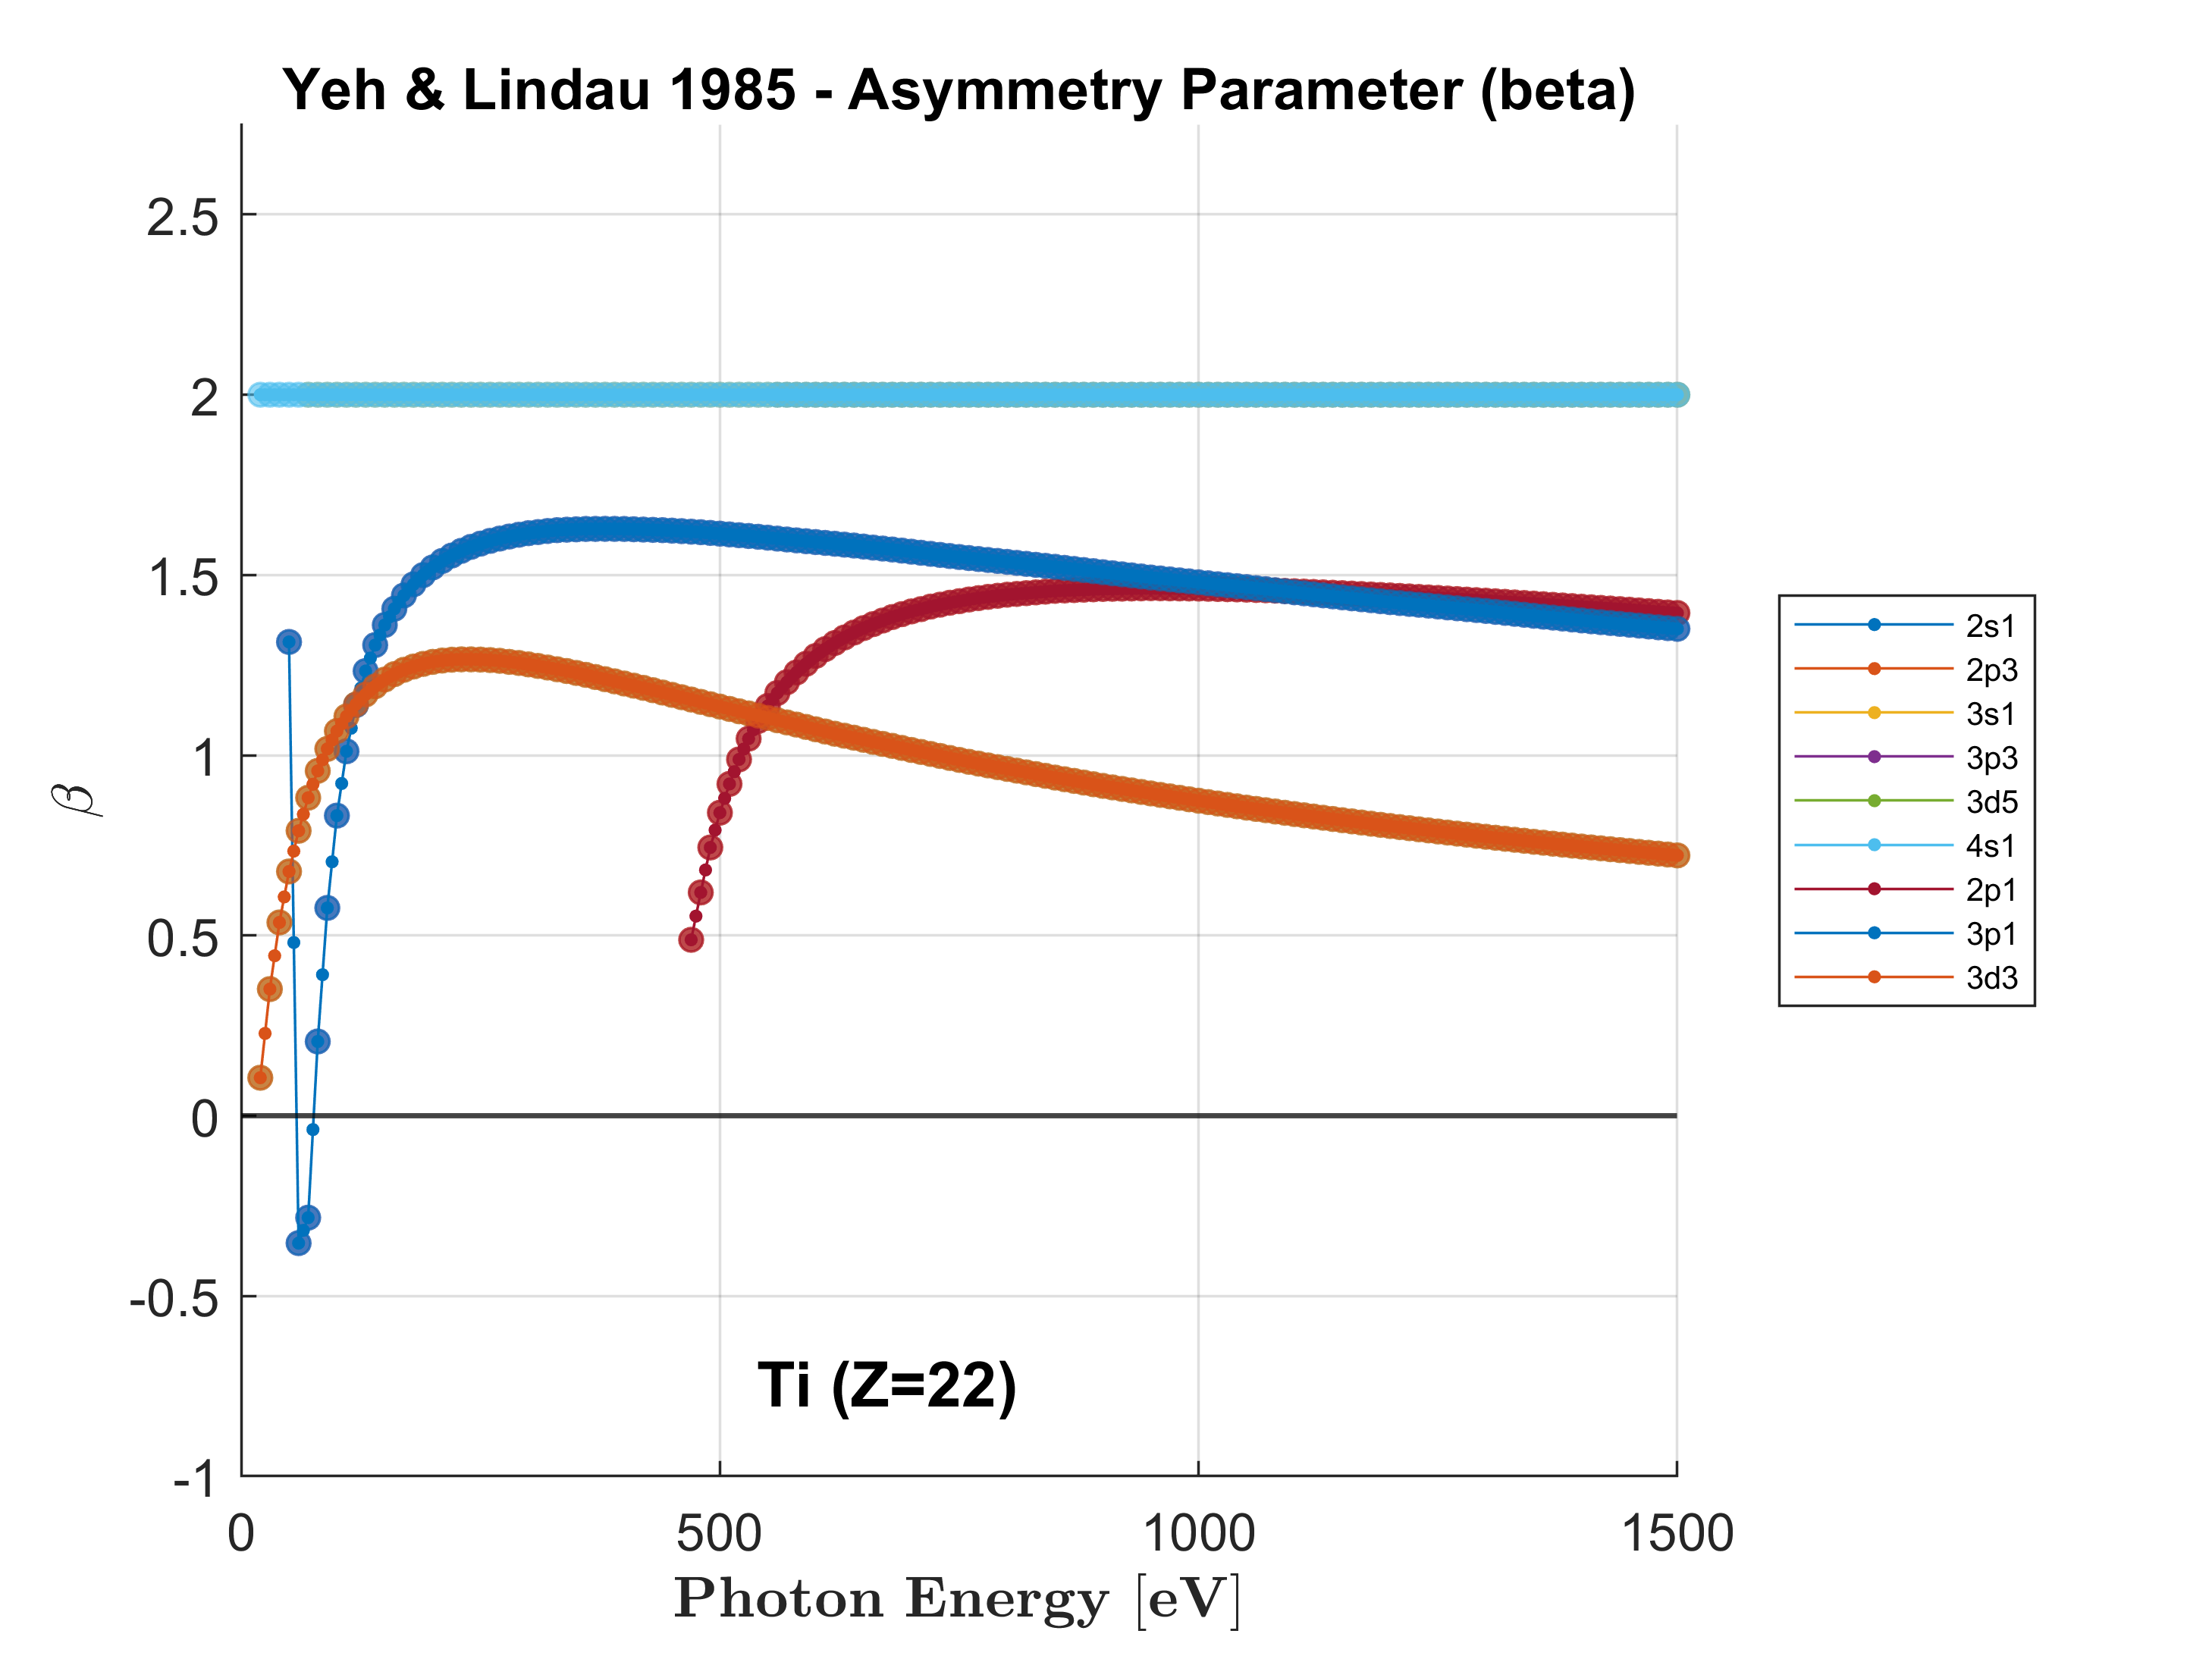 Yeh & Lindau 1985 - Asymmetry Parameter (beta)
2.5
2
1.5
1
0.5
0
-0.5
-1
β
0 500 1000 1500
Photon Energy [eV]
Ti (Z=22)
2s1
2p3
3s1
3p3
3d5
4s1
2p1
3p1
3d3